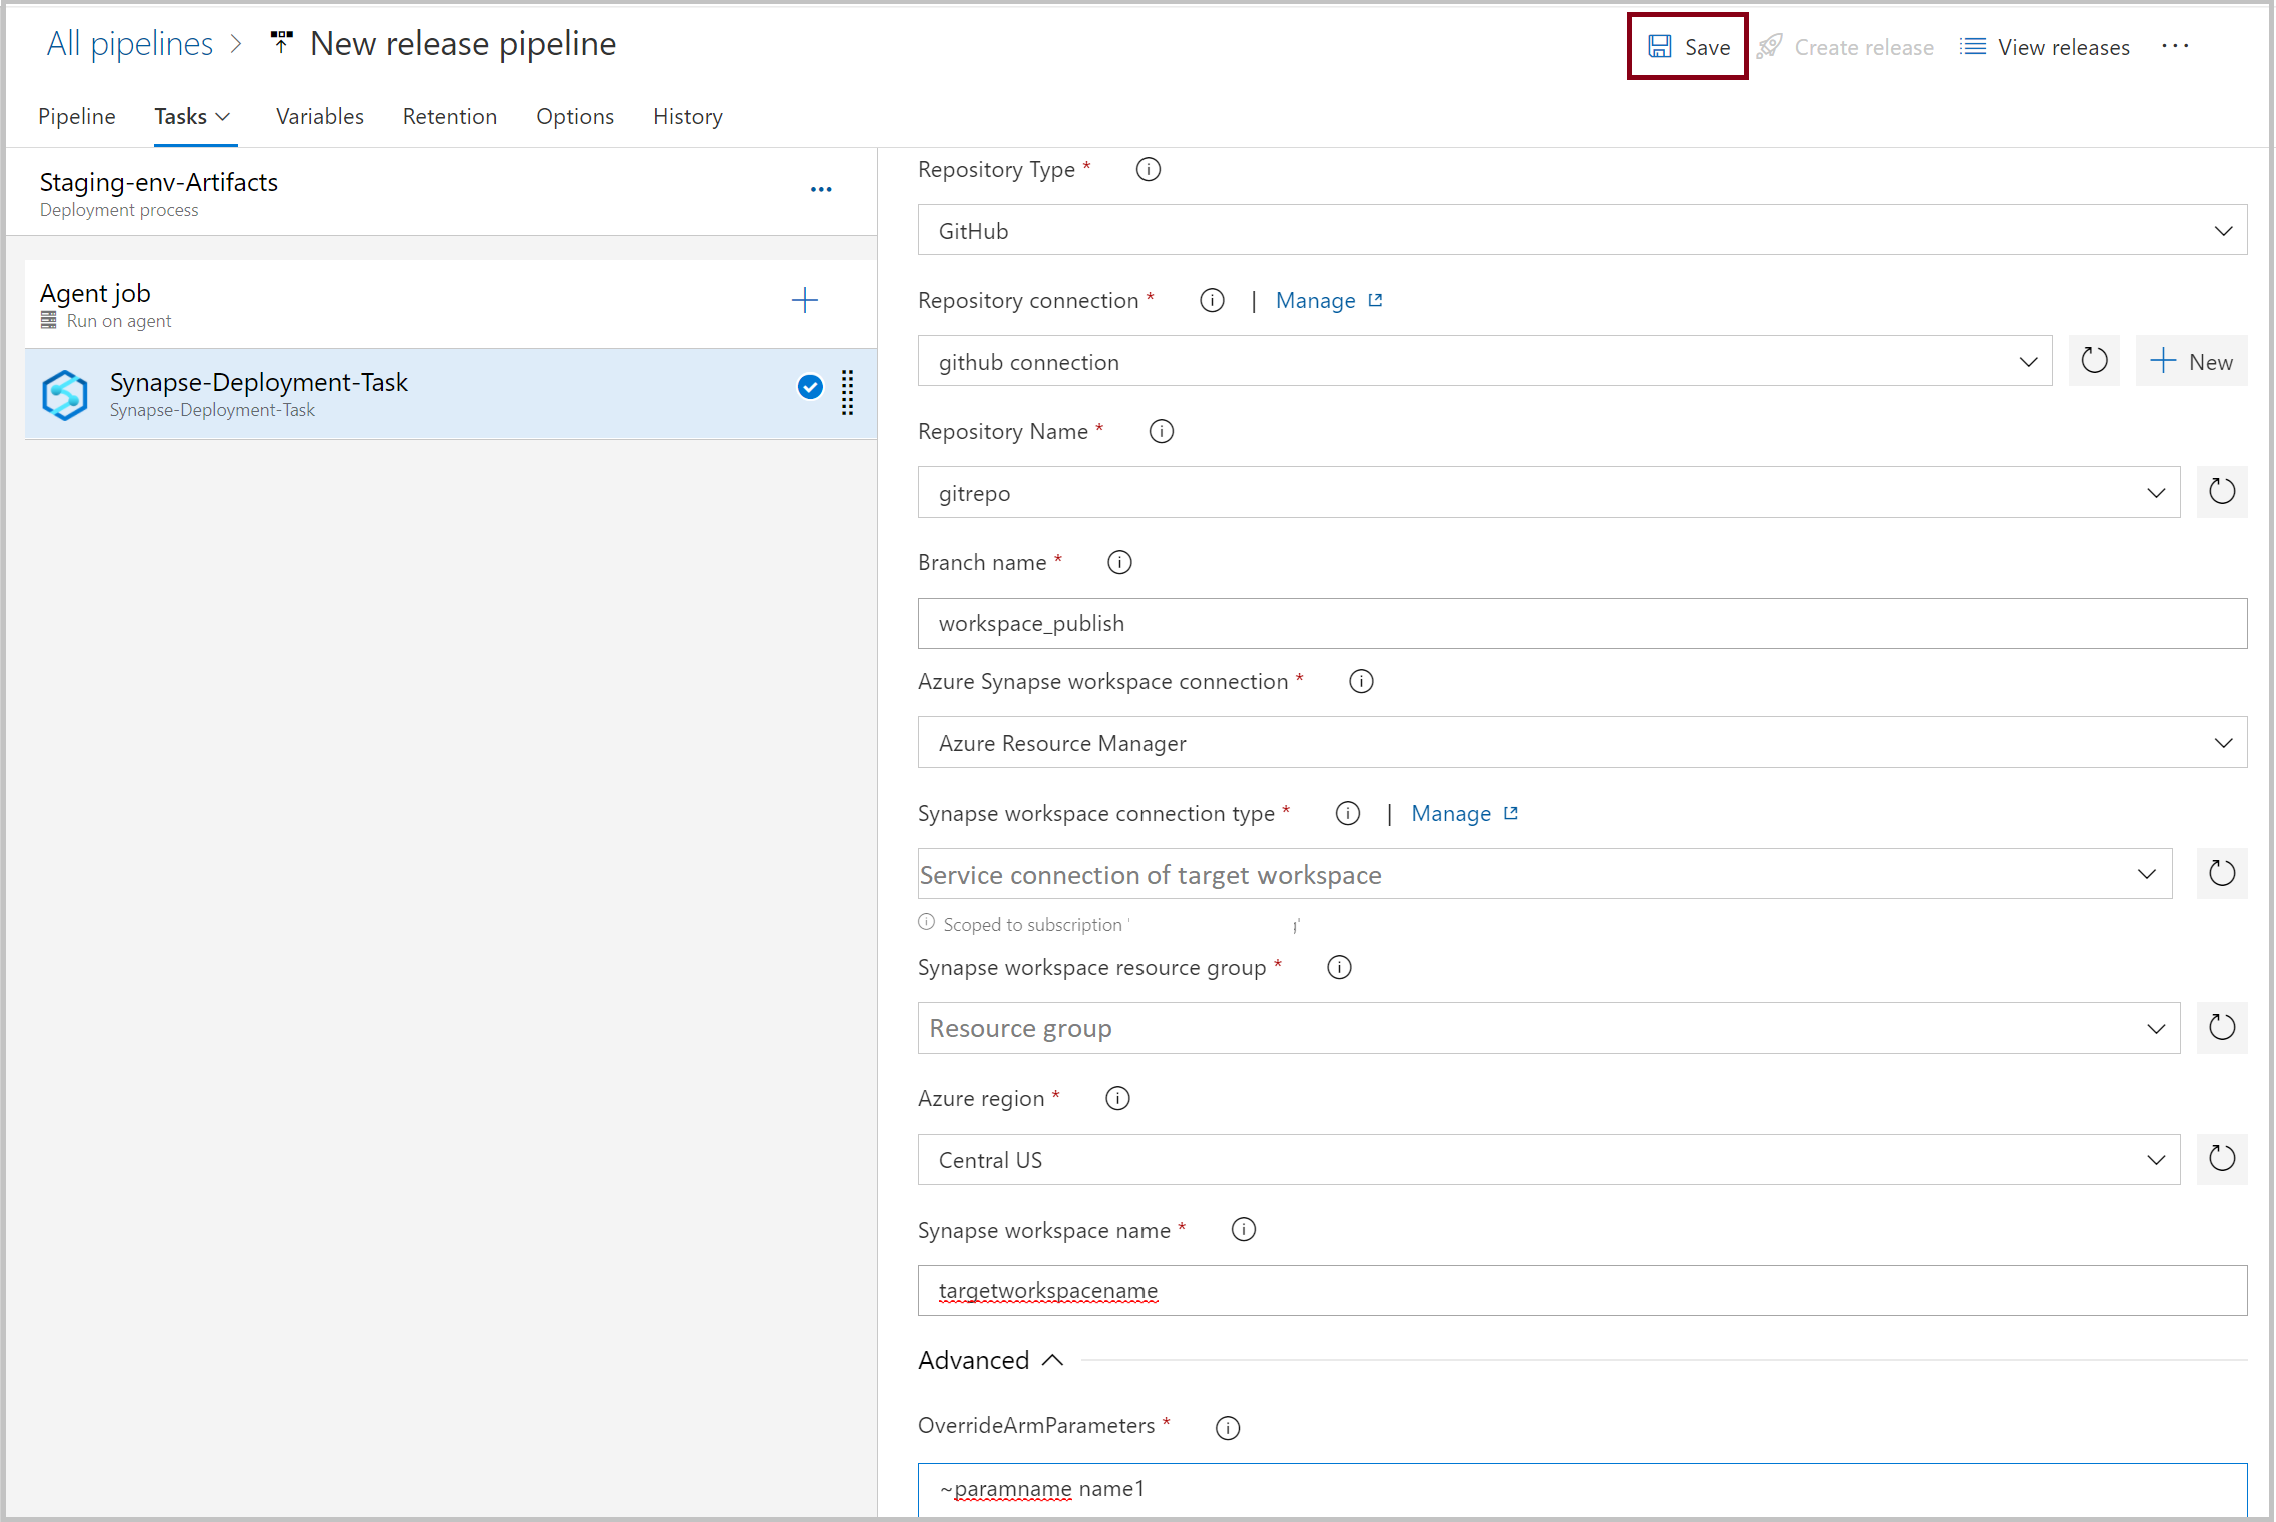 All pipelines > New release pipeline
Save Create release View releases ...
Pipeline Tasks Variables Retention Options History
Staging-env-Artifacts
Deployment process
Agent job
Run on agent
Synapse-Deployment-Task
Synapse-Deployment-Task
Repository Type *
GitHub
Repository connection * | Manage
github connection
New
Repository Name *
gitrepo
Branch name *
workspace_publish
Azure Synapse workspace connection *
Azure Resource Manager
Synapse workspace connection type * | Manage
Service connection of target workspace
Scoped to subscription ' '
Synapse workspace resource group *
Resource group
Azure region *
Central US
Synapse workspace name *
targetworkspacename
Advanced
OverrideArmParameters *
~paramname name1